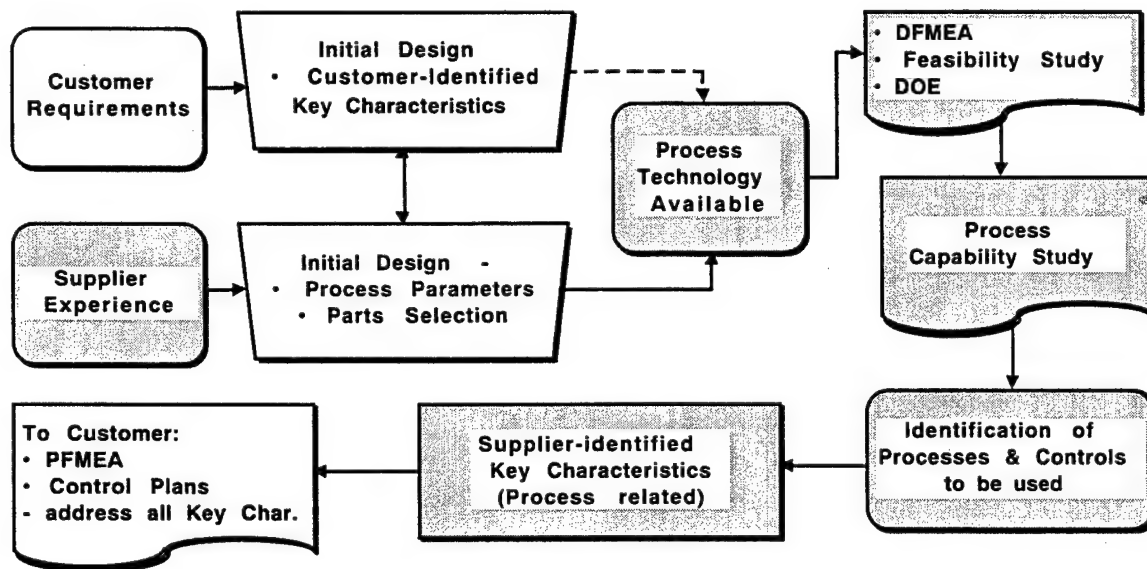 Customer
Requirements
Initial Design
• Customer-Identified
Key Characteristics
Process
Technology
Available
• DFMEA
• Feasibility Study
• DOE
Process
Capability Study
Supplier
Experience
Initial Design -
• Process Parameters
• Parts Selection
To Customer:
• PFMEA
• Control Plans
- address all Key Char.
Supplier-identified
Key Characteristics
(Process related)
Identification of
Processes & Controls
to be used